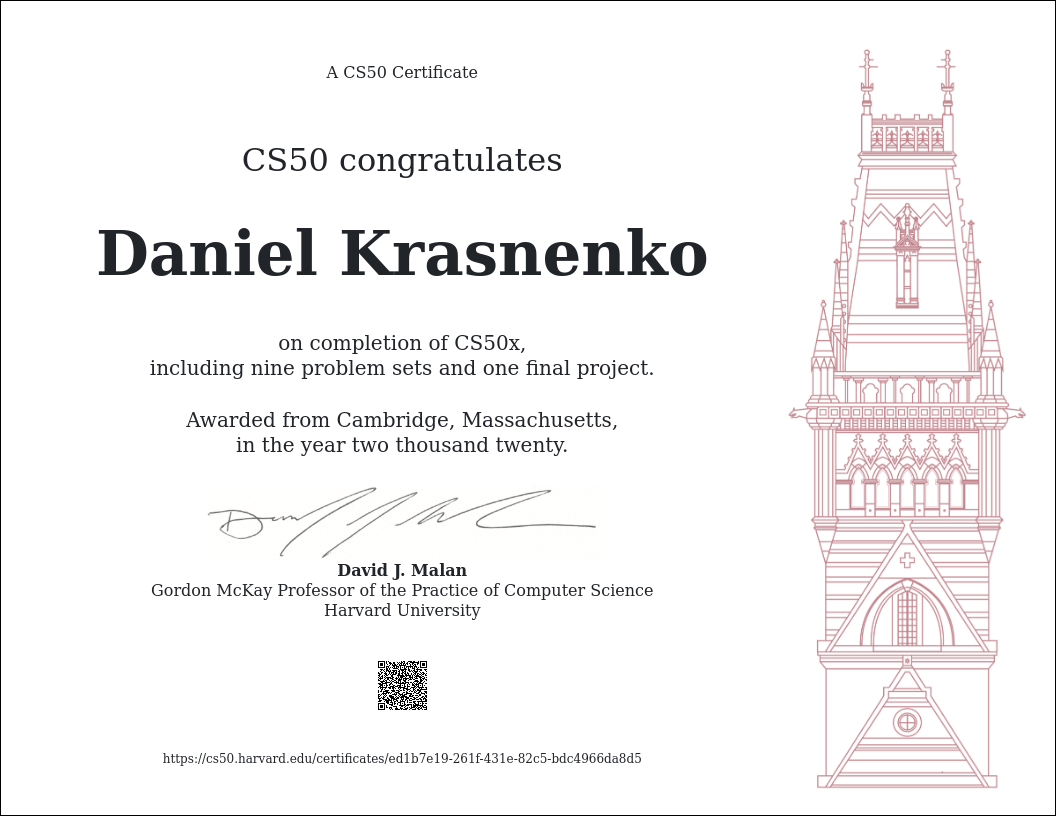 A CS50 Certificate
CS50 congratulates
Daniel Krasnenko
on completion of CS50x,
including nine problem sets and one final project.
Awarded from Cambridge, Massachusetts,
in the year two thousand twenty.
David J. Malan
Gordon McKay Professor of the Practice of Computer Science
Harvard University
https://cs50.harvard.edu/certificates/ed1b7e19-261f-431e-82c5-bdc4966da8d5